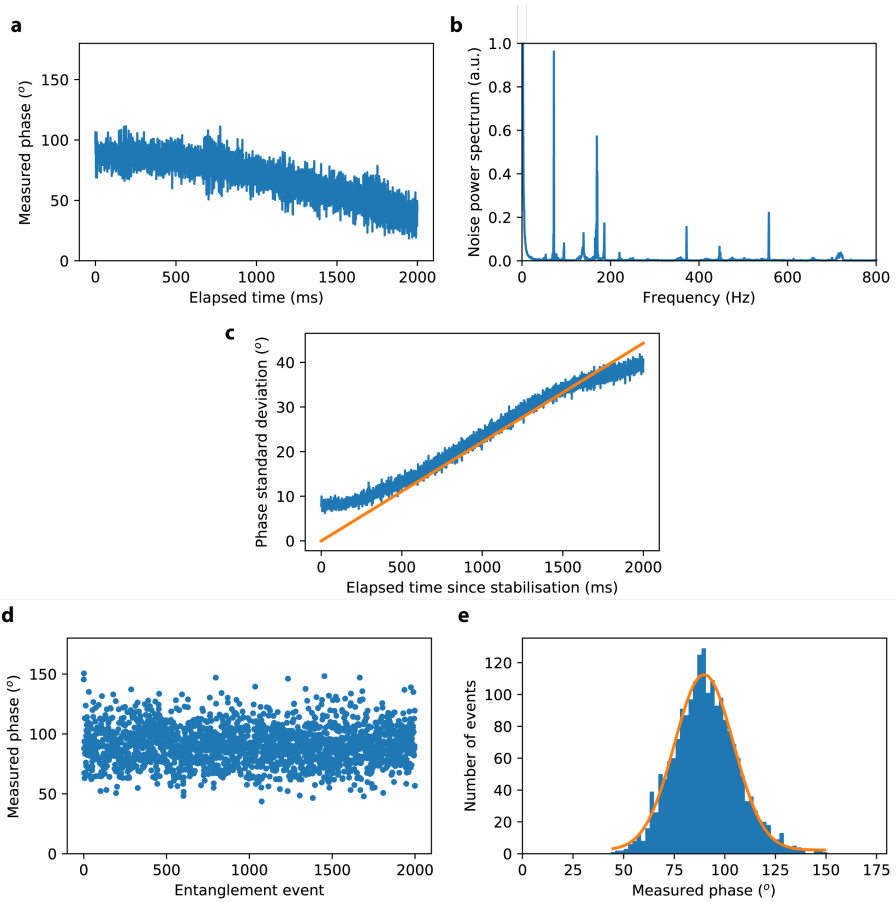 a
Measured phase (°)
150
100
50
0
0 500 1000 1500 2000
Elapsed time (ms)
b
Noise power spectrum (a.u.)
1.0
0.8
0.6
0.4
0.2
0.0
0 200 400 600 800
Frequency (Hz)
c
Phase standard deviation (°)
40
30
20
10
0
0 500 1000 1500 2000
Elapsed time since stabilisation (ms)
d
Measured phase (°)
150
100
50
0
0 500 1000 1500 2000
Entanglement event
e
Number of events
120
100
80
60
40
20
0
0 25 50 75 100 125 150 175
Measured phase (°)